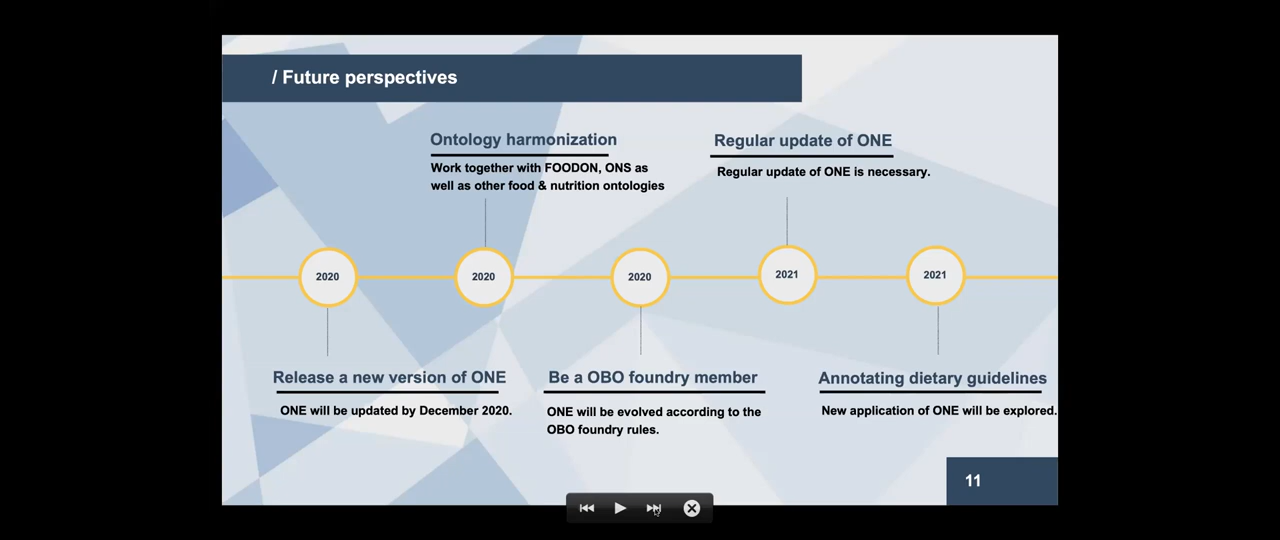 / Future perspectives
Ontology harmonization
Work together with FOODON, ONS as
well as other food & nutrition ontologies
Regular update of ONE
Regular update of ONE is necessary.
2020
2020
2020
2021
2021
Release a new version of ONE
ONE will be updated by December 2020.
Be a OBO foundry member
ONE will be evolved according to the
OBO foundry rules.
Annotating dietary guidelines
New application of ONE will be explored.
11